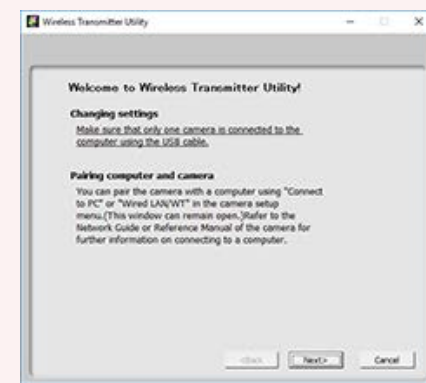 Wireless Transmitter Utility
Welcome to Wireless Transmitter Utility!
Changing settings
Make sure that only one camera is connected to the
computer using the USB cable.
Pairing computer and camera
You can pair the camera with a computer using "Connect
to PC" or "Wired LAN/WT" in the camera setup
menu.(This window can remain open.)Refer to the
Network Guide or Reference Manual of the camera for
further information on connecting to a computer.
<Back Next> Cancel